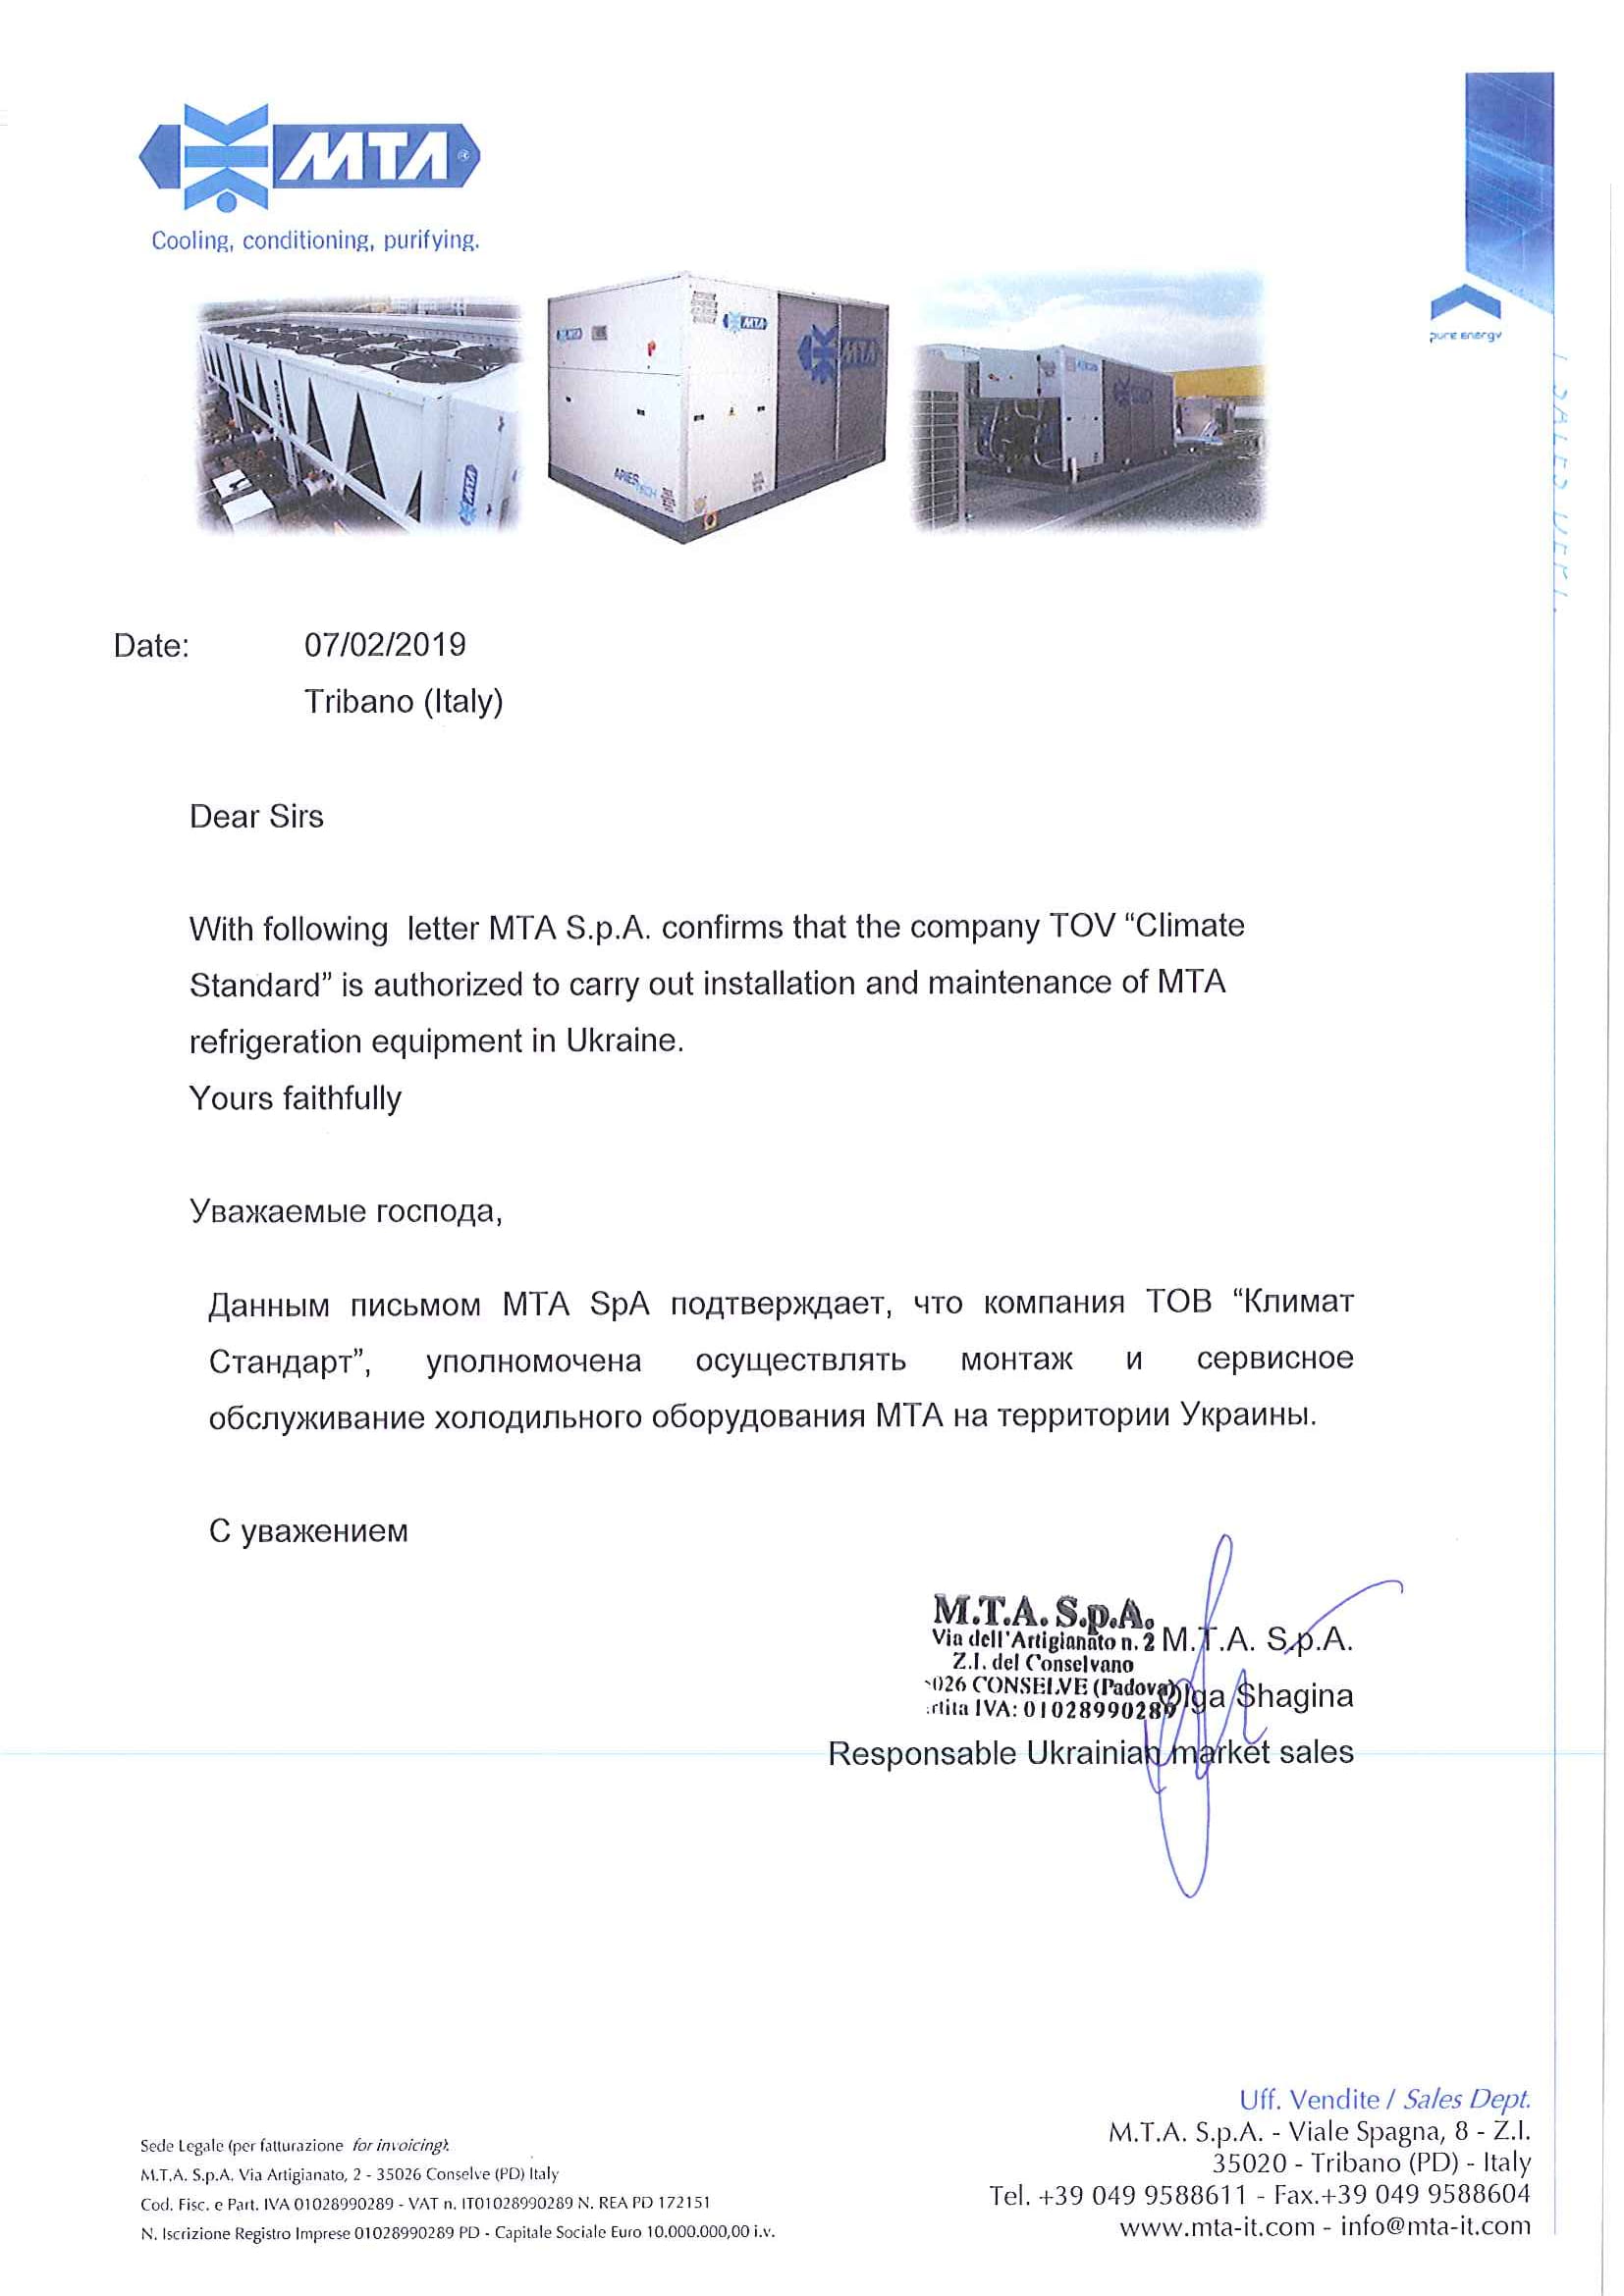 MTA®
Cooling, conditioning, purifying.
pure energy
MTA
MTA
MTA
MTA
ARIES
TECH
SALES DEPT.
Date: 07/02/2019
Tribano (Italy)
Dear Sirs
With following letter MTA S.p.A. confirms that the company TOV “Climate
Standard” is authorized to carry out installation and maintenance of MTA
refrigeration equipment in Ukraine.
Yours faithfully
Уважаемые господа,
Данным письмом МТА SpA подтверждает, что компания ТОВ “Климат
Стандарт”, уполномочена осуществлять монтаж и сервисное
обслуживание холодильного оборудования МТА на территории Украины.
С уважением
M.T.A. S.p.A.
Via dell'Artigianato n. 2
Z.I. del Conselvano
026 CONSELVE (Padova)
rtita IVA: 01028990289
M.T.A. S.p.A.
Olga Shagina
Responsable Ukrainian market sales
Uff. Vendite / Sales Dept.
M.T.A. S.p.A. - Viale Spagna, 8 - Z.I.
35020 - Tribano (PD) - Italy
Tel. +39 049 9588611 - Fax.+39 049 9588604
www.mta-it.com - info@mta-it.com
Sede Legale (per fatturazione for invoicing).
M.T.A. S.p.A. Via Artigianato, 2 - 35026 Conselve (PD) Italy
Cod. Fisc. e Part. IVA 01028990289 - VAT n. IT01028990289 N. REA PD 172151
N. Iscrizione Registro Imprese 01028990289 PD - Capitale Sociale Euro 10.000.000,00 i.v.